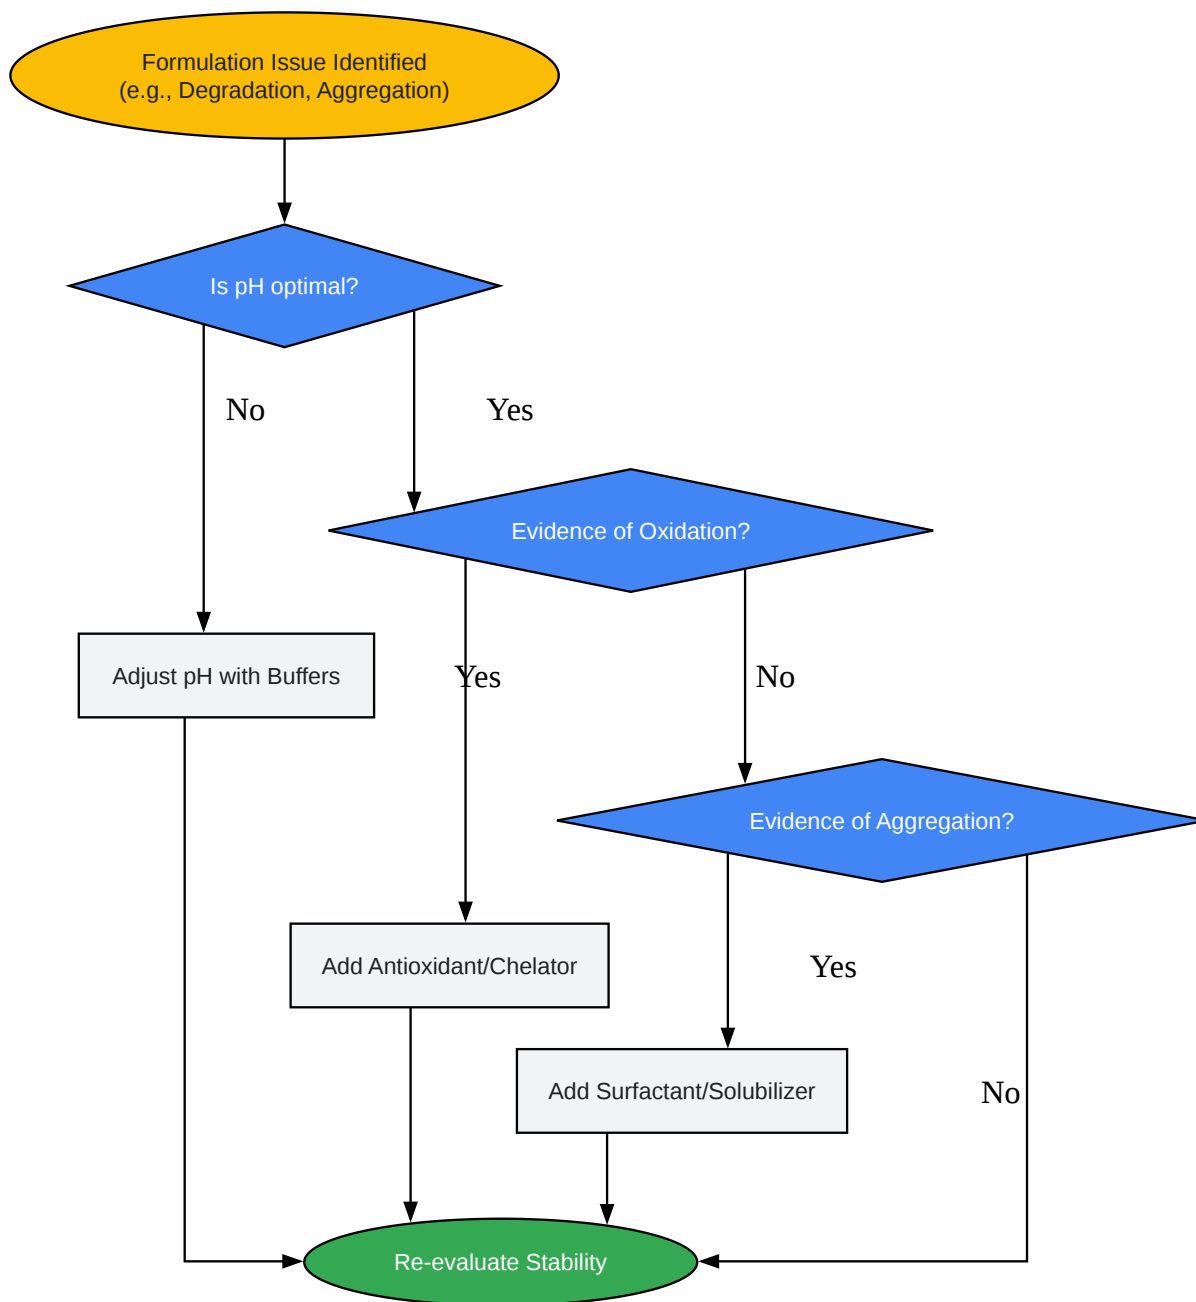 Formulation Issue Identified
(e.g., Degradation, Aggregation)
Is pH optimal?
No
Yes
Evidence of Oxidation?
Adjust pH with Buffers
Yes
No
Evidence of Aggregation?
Add Antioxidant/Chelator
Yes
Add Surfactant/Solubilizer
No
Re-evaluate Stability